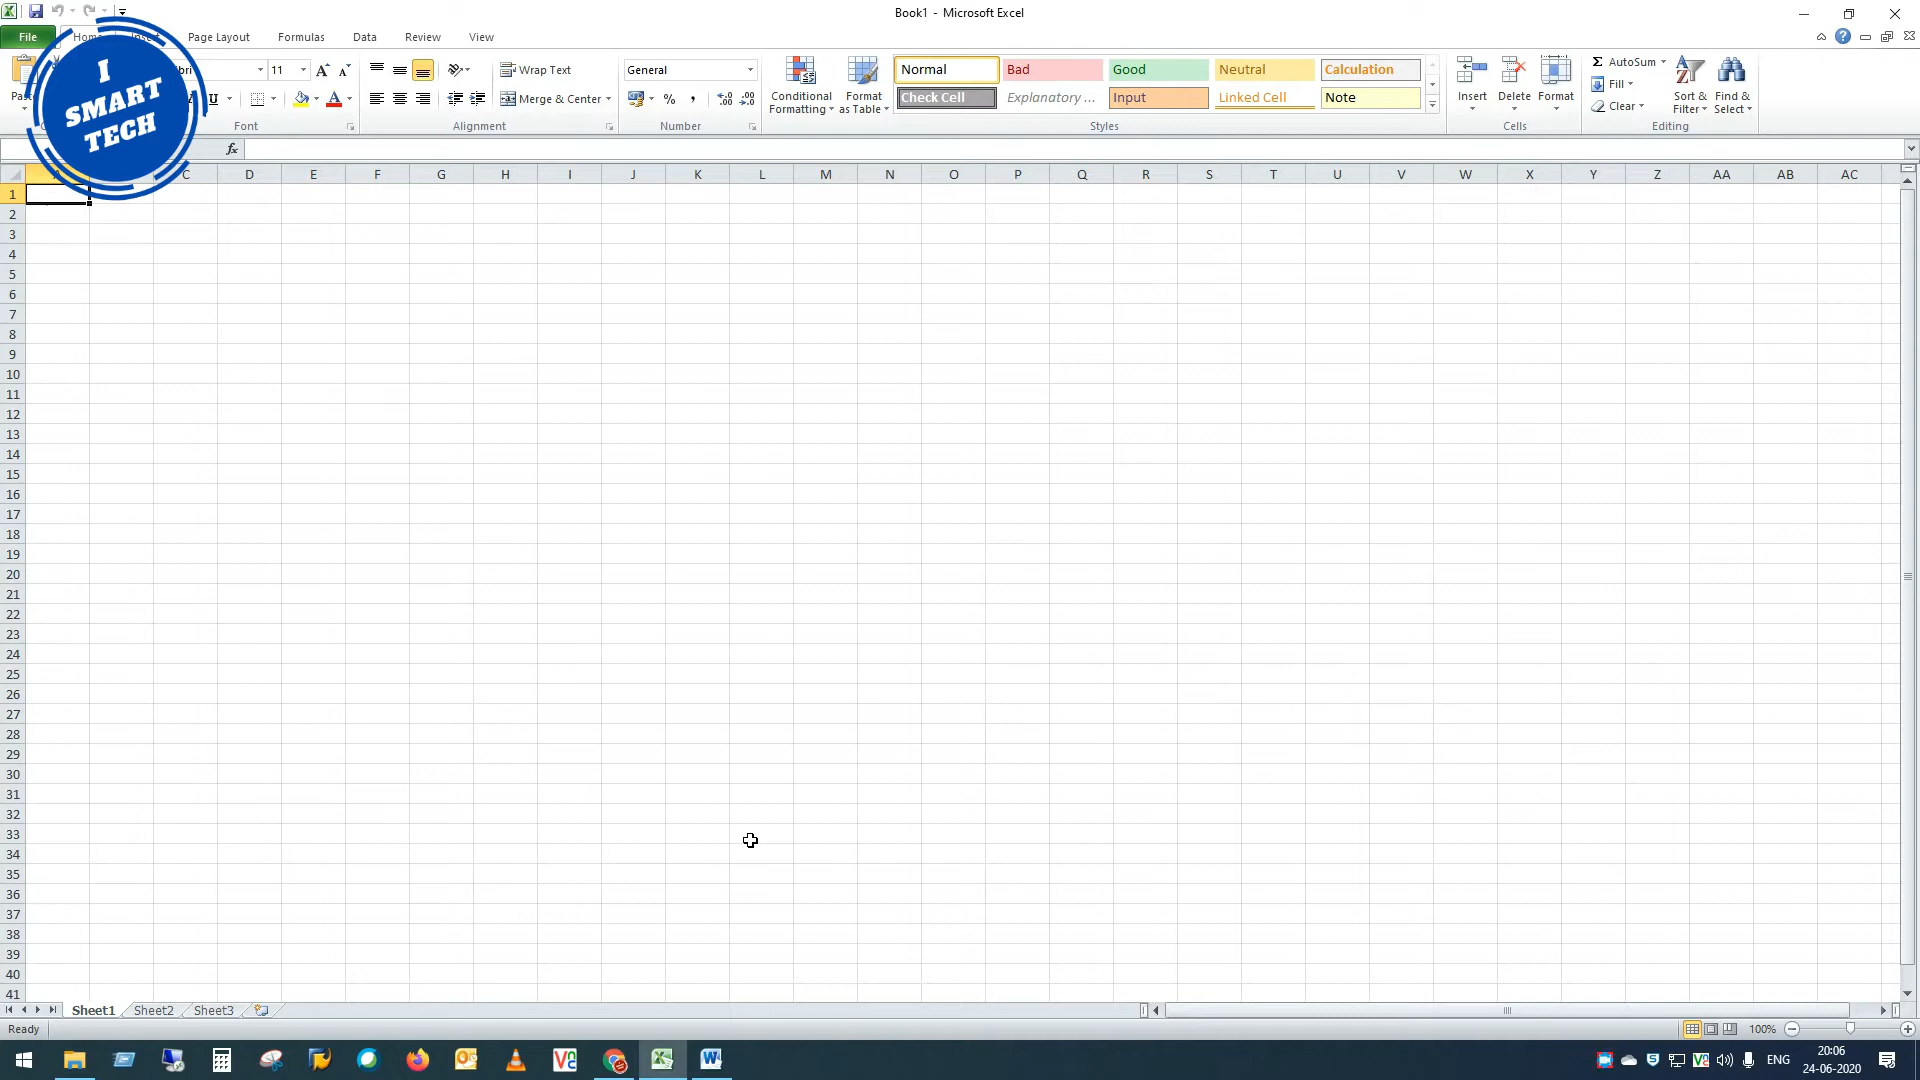 Book1 - Microsoft Excel
File Home Insert Page Layout Formulas Data Review View
I
SMART
TECH
11
Wrap Text
Merge & Center
General
Conditional
Formatting
Format
as Table
Normal
Bad
Good
Neutral
Calculation
Check Cell
Explanatory ...
Input
Linked Cell
Note
Insert
Delete
Format
Σ AutoSum
Fill
Clear
Sort &
Filter
Find &
Select
Font
Alignment
Number
Styles
Cells
Editing
fx
C D E F G H I J K L M N O P Q R S T U V W X Y Z AA AB AC
1
2
3
4
5
6
7
8
9
10
11
12
13
14
15
16
17
18
19
20
21
22
23
24
25
26
27
28
29
30
31
32
33
34
35
36
37
38
39
40
41
Sheet1 Sheet2 Sheet3
Ready
100%
ENG
20:06
24-06-2020